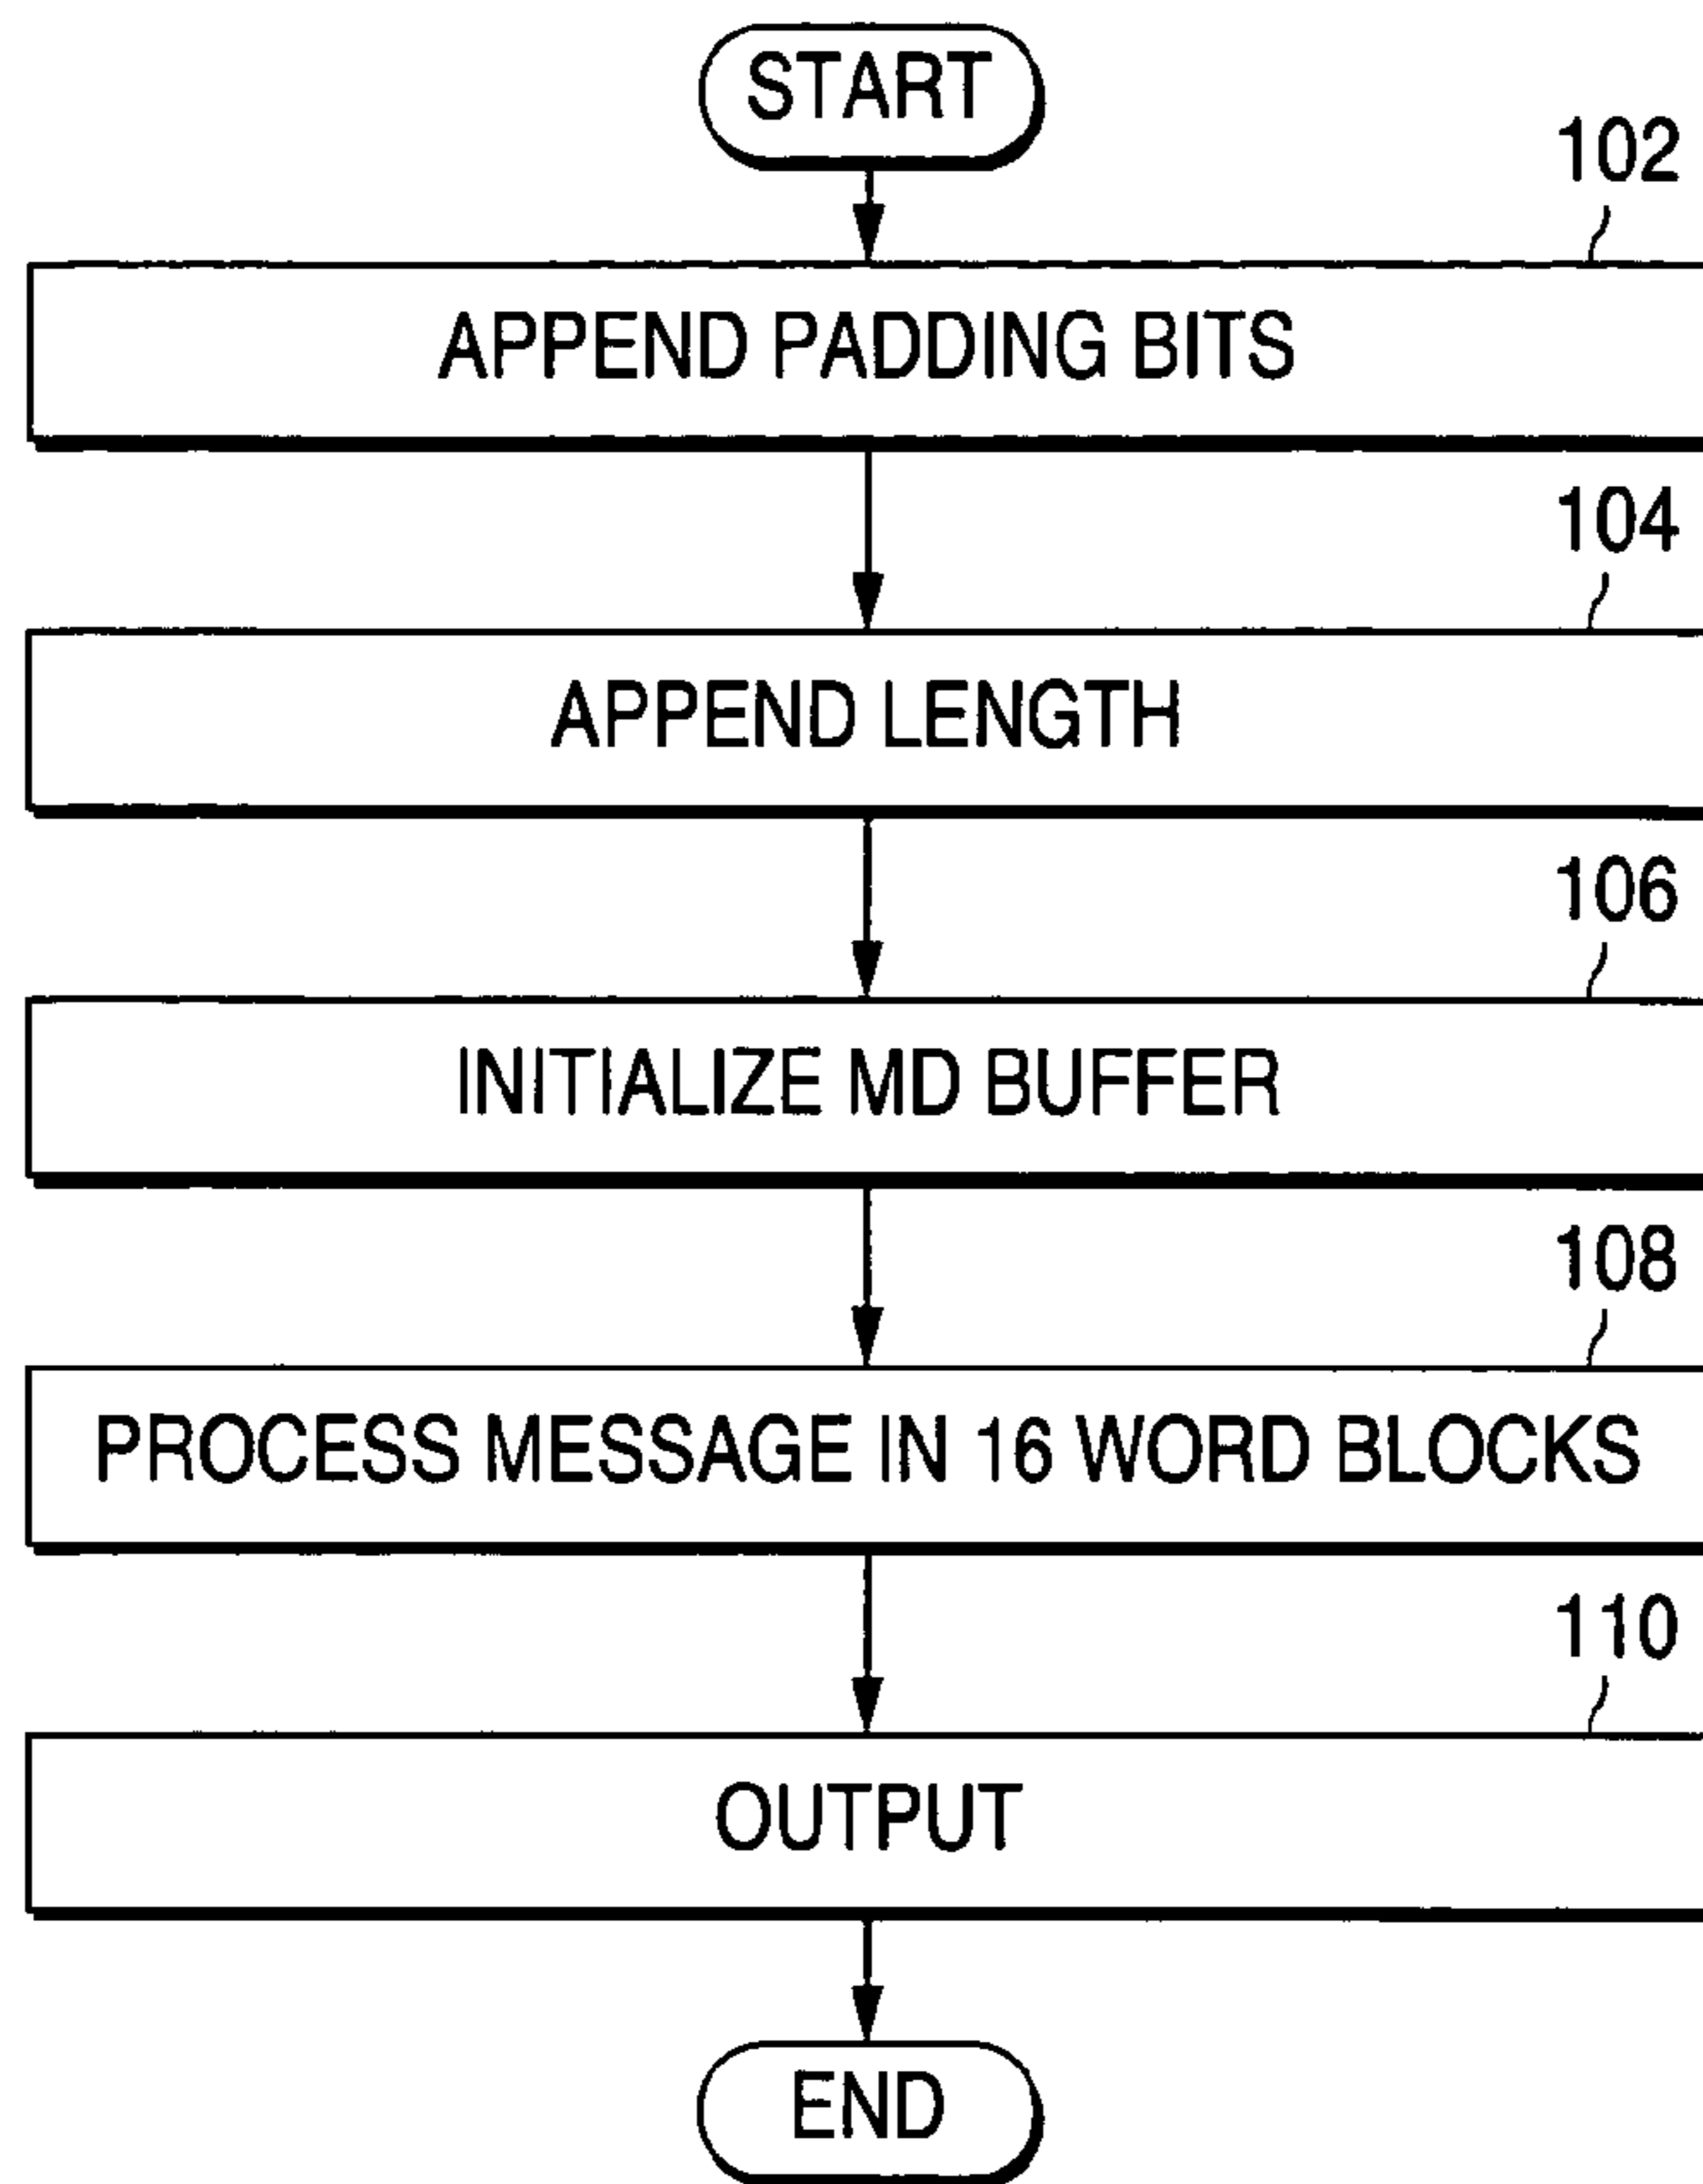 START
102
APPEND PADDING BITS
104
APPEND LENGTH
106
INITIALIZE MD BUFFER
108
PROCESS MESSAGE IN 16 WORD BLOCKS
110
OUTPUT
END